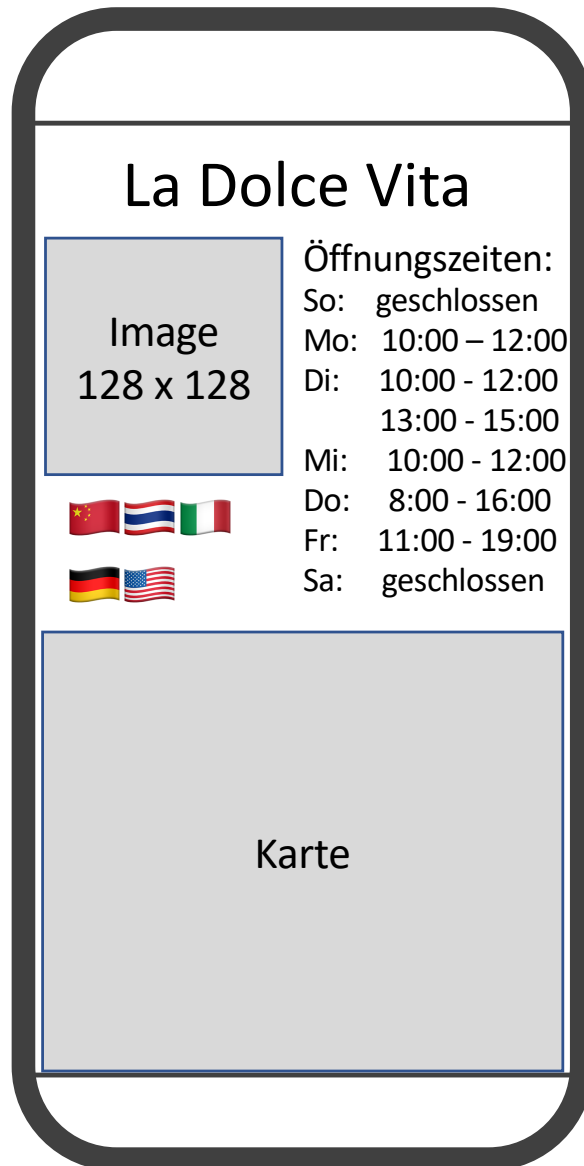 La Dolce Vita
Image
128 x 128
Öffnungszeiten:
So: geschlossen
Mo: 10:00 – 12:00
Di: 10:00 - 12:00
13:00 - 15:00
Mi: 10:00 - 12:00
Do: 8:00 - 16:00
Fr: 11:00 - 19:00
Sa: geschlossen
Karte